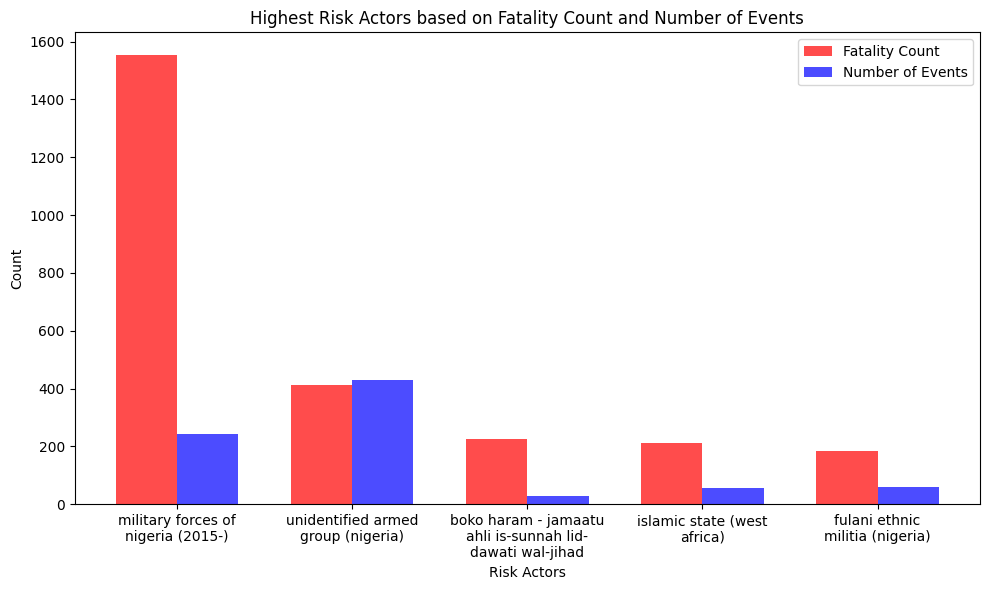 Highest Risk Actors based on Fatality Count and Number of Events
Fatality Count
Number of Events
1600
1400
1200
1000
800
600
400
200
0
Count
military forces of
nigeria (2015-)
unidentified armed
group (nigeria)
boko haram - jamaatu
ahli is-sunnah lid-
dawati wal-jihad
islamic state (west
africa)
fulani ethnic
militia (nigeria)
Risk Actors